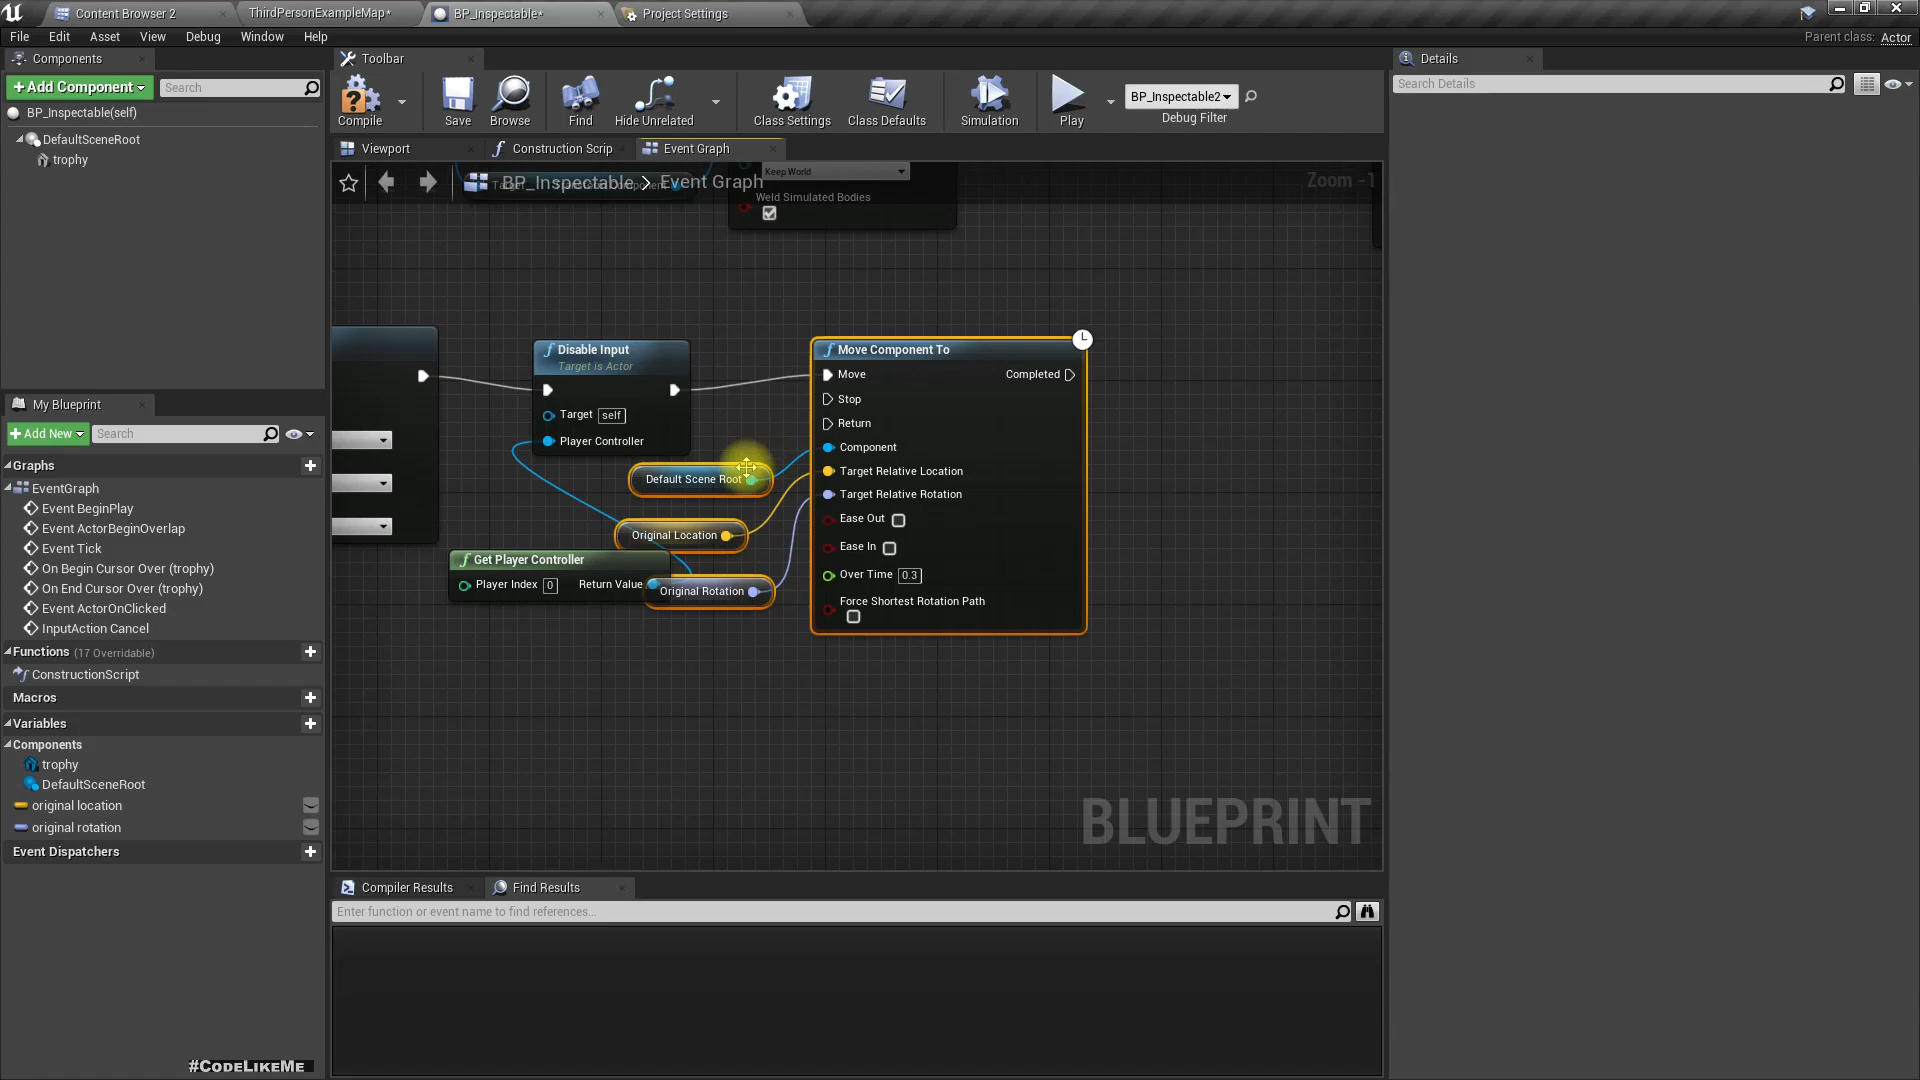 Content Browser 2
ThirdPersonExampleMap*
BP_Inspectable*
Project Settings
File Edit Asset View Debug Window Help
Parent class: Actor
Components
Toolbar
Details
+Add Component
Search
BP_Inspectable(self)
DefaultSceneRoot
trophy
Compile
Save
Browse
Find
Hide Unrelated
Class Settings
Class Defaults
Simulation
Play
BP_Inspectable2
Debug Filter
Search Details
Viewport
Construction Scrip
Event Graph
BP_Inspectable > Event Graph
Zoom -1
Keep World
Weld Simulated Bodies
Disable Input
Target is Actor
Target self
Player Controller
Default Scene Root
Original Location
Get Player Controller
Player Index 0
Return Value
Original Rotation
Move Component To
Move
Completed
Stop
Return
Component
Target Relative Location
Target Relative Rotation
Ease Out
Ease In
Over Time 0.3
Force Shortest Rotation Path
BLUEPRINT
My Blueprint
+Add New
Search
Graphs
EventGraph
Event BeginPlay
Event ActorBeginOverlap
Event Tick
On Begin Cursor Over (trophy)
On End Cursor Over (trophy)
Event ActorOnClicked
InputAction Cancel
Functions (17 Overridable)
ConstructionScript
Macros
Variables
Components
trophy
DefaultSceneRoot
original location
original rotation
Event Dispatchers
Compiler Results
Find Results
Enter function or event name to find references...
#CodeLikeMe